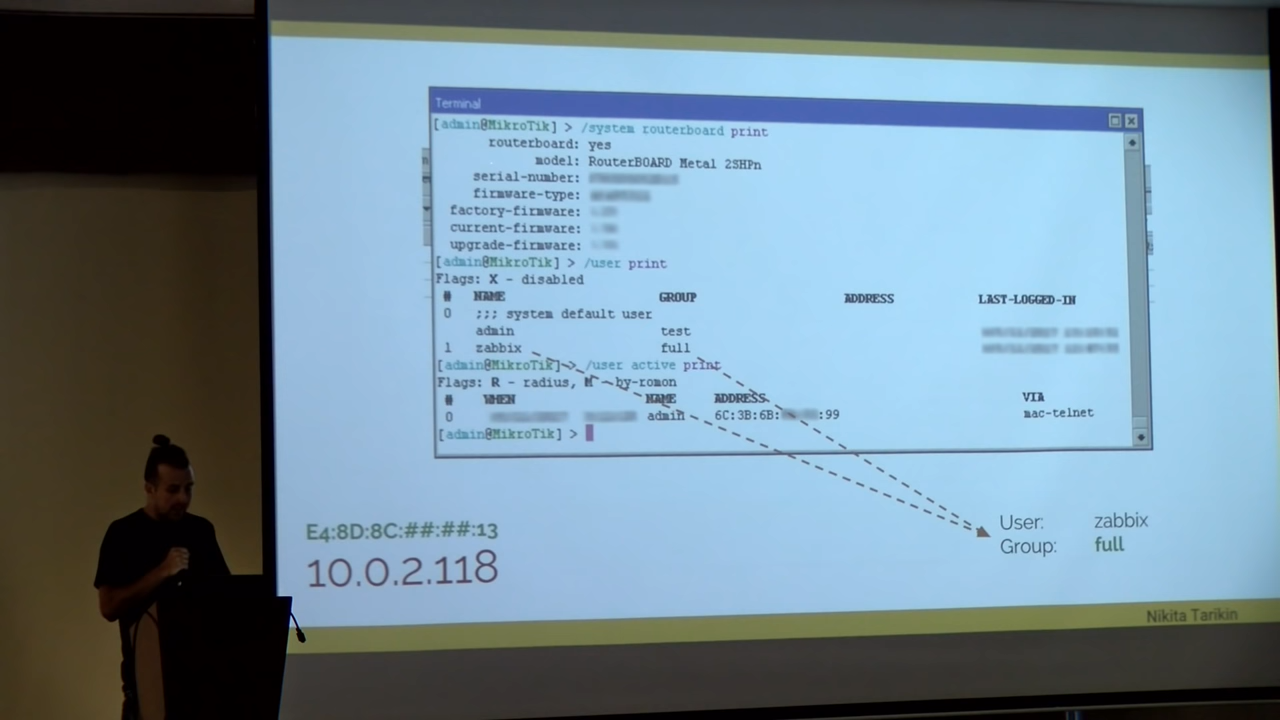 Terminal
[admin@MikroTik] > /system routerboard print
routerboard: yes
model: RouterBOARD Metal 2SHPn
serial-number:
firmware-type:
factory-firmware:
current-firmware:
upgrade-firmware:
[admin@MikroTik] > /user print
Flags: X - disabled
# NAME GROUP ADDRESS LAST-LOGGED-IN
0 ;;; system default user
admin test
1 zabbix full
[admin@MikroTik] > /user active print
Flags: R - radius, M - by-romon
# WHEN NAME ADDRESS VIA
0 admin 6C:3B:6B: :99 mac-telnet
[admin@MikroTik] >
E4:8D:8C:##:##:13
10.0.2.118
User: zabbix
Group: full
Nikita Tarikin